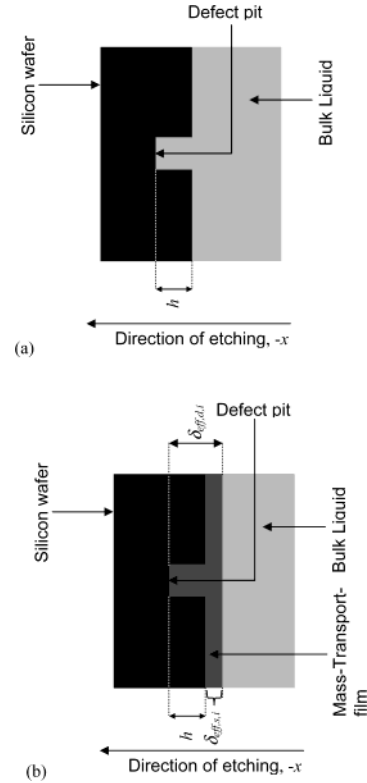 Defect pit
Silicon wafer
Bulk Liquid
h
Direction of etching, -x
(a)
δeff,d,i
Defect pit
Silicon wafer
Bulk Liquid
Mass-Transport-
film
h
δeff,s,i
Direction of etching, -x
(b)